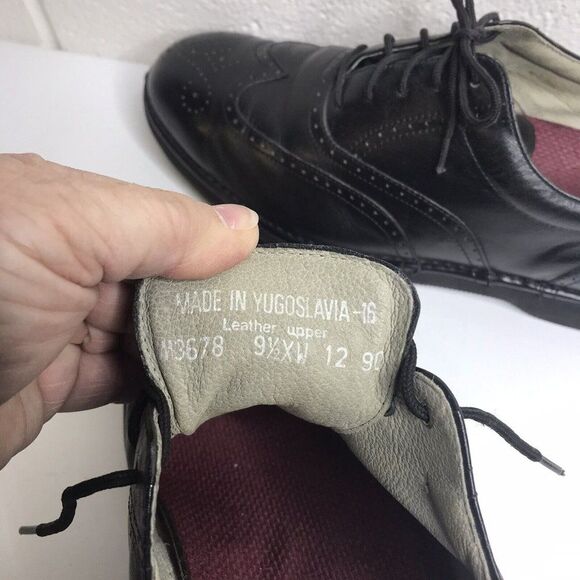 MADE IN YUGOSLAVIA-16
Leather upper
M3678 9½XW 12 90